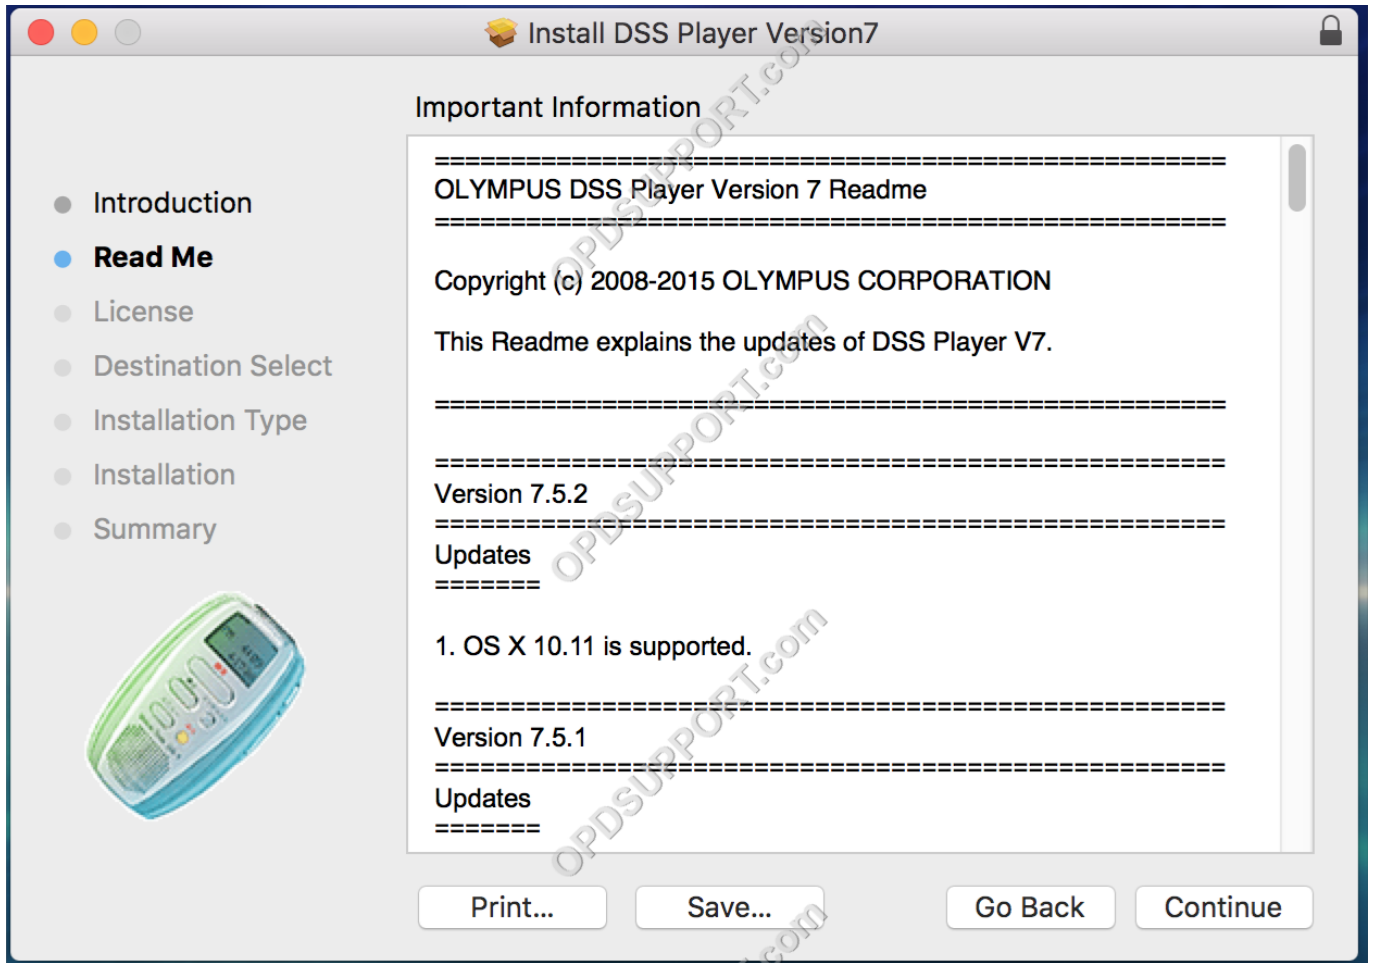 Install DSS Player Version7
Important Information
Introduction
Read Me
License
Destination Select
Installation Type
Installation
Summary
==================================================
OLYMPUS DSS Player Version 7 Readme
==================================================
Copyright (c) 2008-2015 OLYMPUS CORPORATION
This Readme explains the updates of DSS Player V7.
==================================================
==================================================
Version 7.5.2
==================================================
Updates
=======
1. OS X 10.11 is supported.
==================================================
Version 7.5.1
==================================================
Updates
=======
Print...
Save...
Go Back
Continue
OPDSUPPORT.com
OPDSUPPORT.com
OPDSUPPORT.com
.com